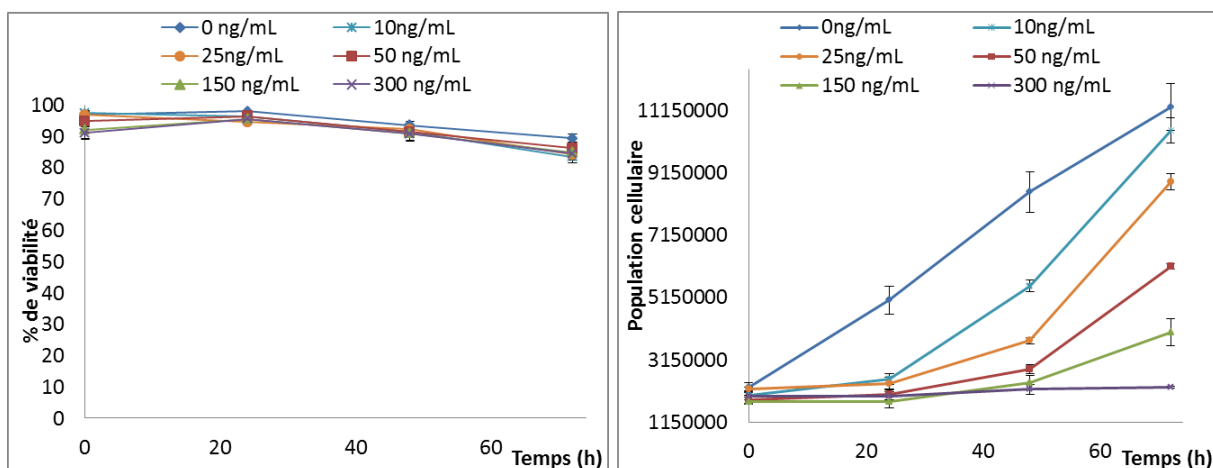 0 ng/mL 10ng/mL
25ng/mL 50 ng/mL
150 ng/mL 300 ng/mL
100
90
80
70
60
50
40
30
20
10
0
% de viabilité
0 20 40 60
Temps (h)
0ng/mL 10ng/mL
25ng/mL 50 ng/mL
150 ng/mL 300 ng/mL
11150000
9150000
7150000
5150000
3150000
1150000
Population cellulaire
0 20 40 60
Temps (h)